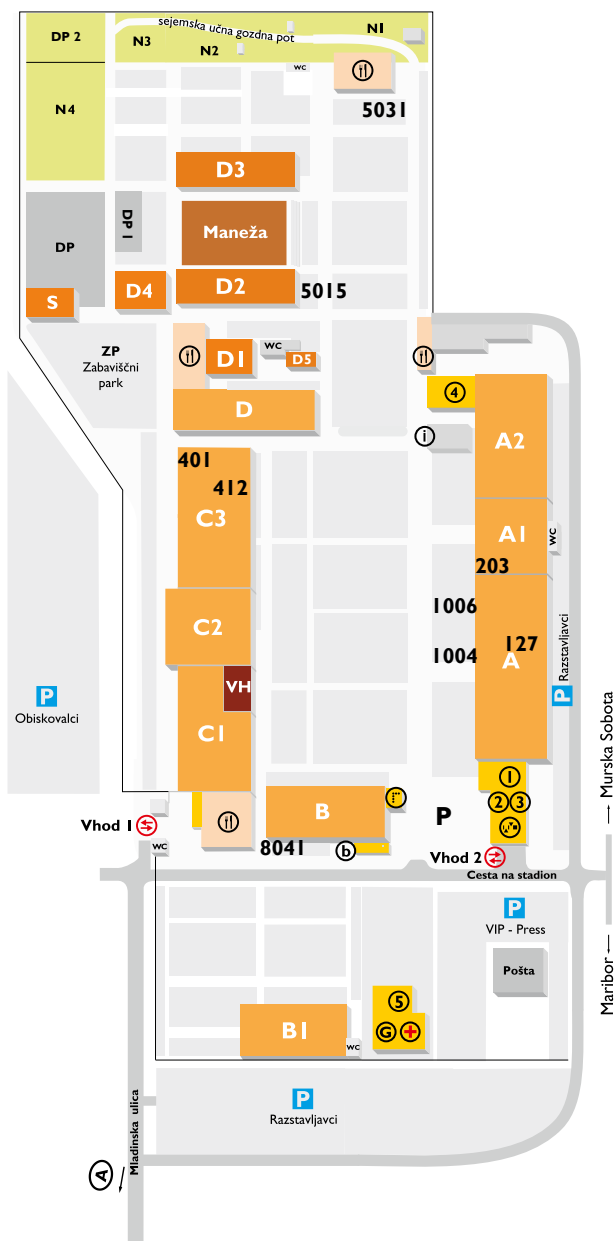 sejemska učna gozdna pot
N1
DP 2
N3
N2
WC
N4
5031
D3
DP 1
Maneža
DP
D4
D2
5015
S
ZP
Zabaviščni
park
D1
WC
D5
4
D
i
A2
401
412
C3
A1
WC
203
1006
C2
127
1004
A
Razstavljavci
P
VH
P
Obiskovalci
C1
Murska Sobota
1
2 3
B
P
Vhod 1
WC
8041
b
Vhod 2
Cesta na stadion
P
VIP - Press
Maribor
Pošta
5
B1
G
WC
P
Razstavljavci
Mladinska ulica
A